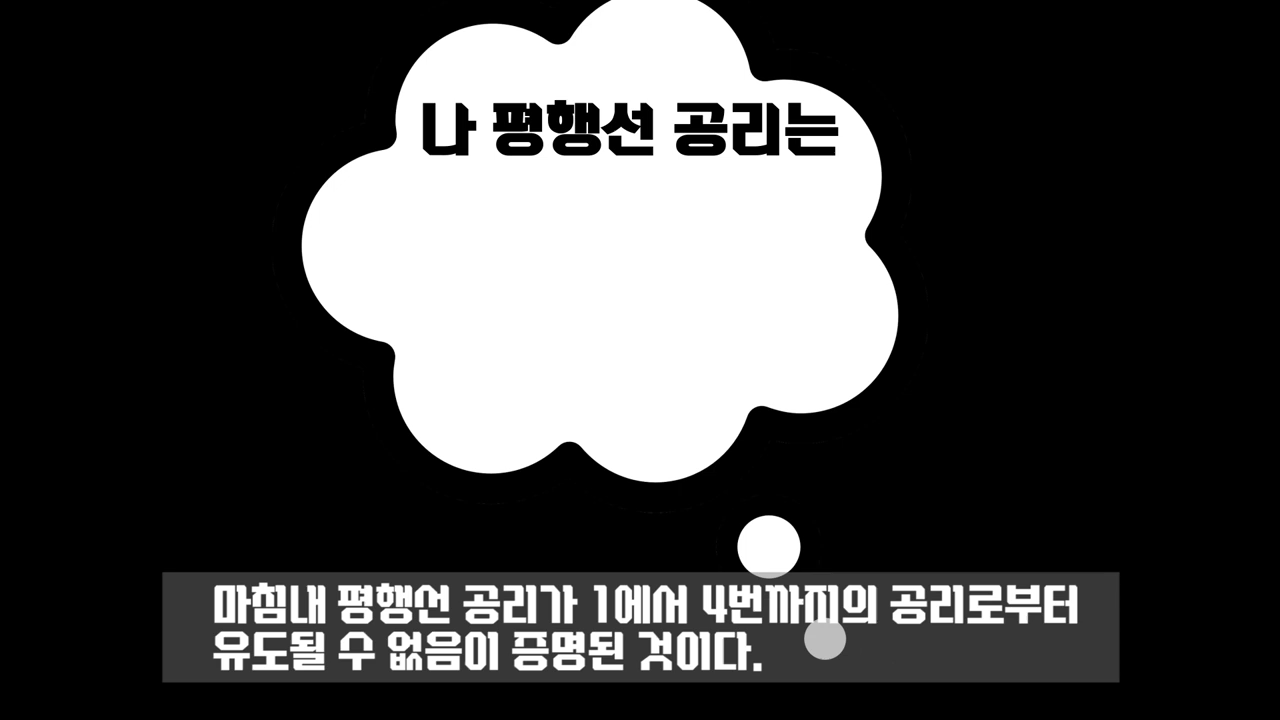 나 평행선 공리는
마침내 평행선 공리가 1에서 4번까지의 공리로부터
유도될 수 없음이 증명된 것이다.